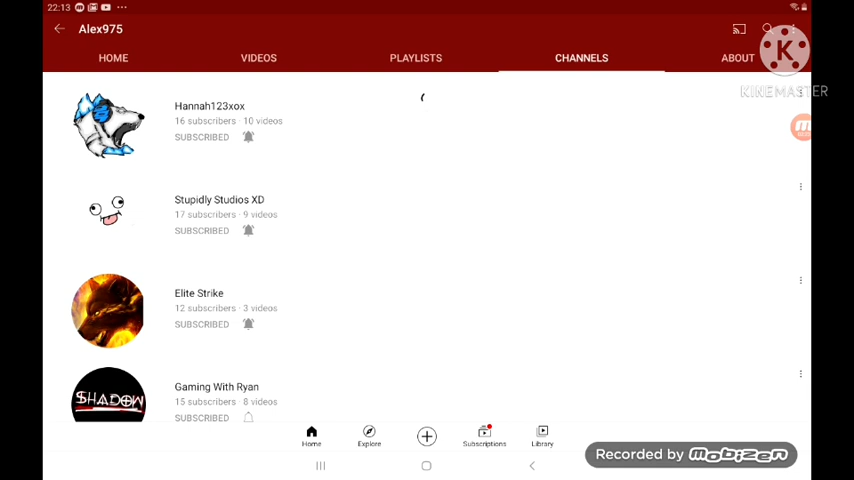 22:13
Alex975
HOME VIDEOS PLAYLISTS CHANNELS ABOUT
K
KINEMASTER
Hannah123xox
16 subscribers · 10 videos
SUBSCRIBED
Stupidly Studios XD
17 subscribers · 9 videos
SUBSCRIBED
Elite Strike
12 subscribers · 3 videos
SUBSCRIBED
SHADOW
Gaming With Ryan
15 subscribers · 8 videos
SUBSCRIBED
Home Explore Subscriptions Library
Recorded by mobizen